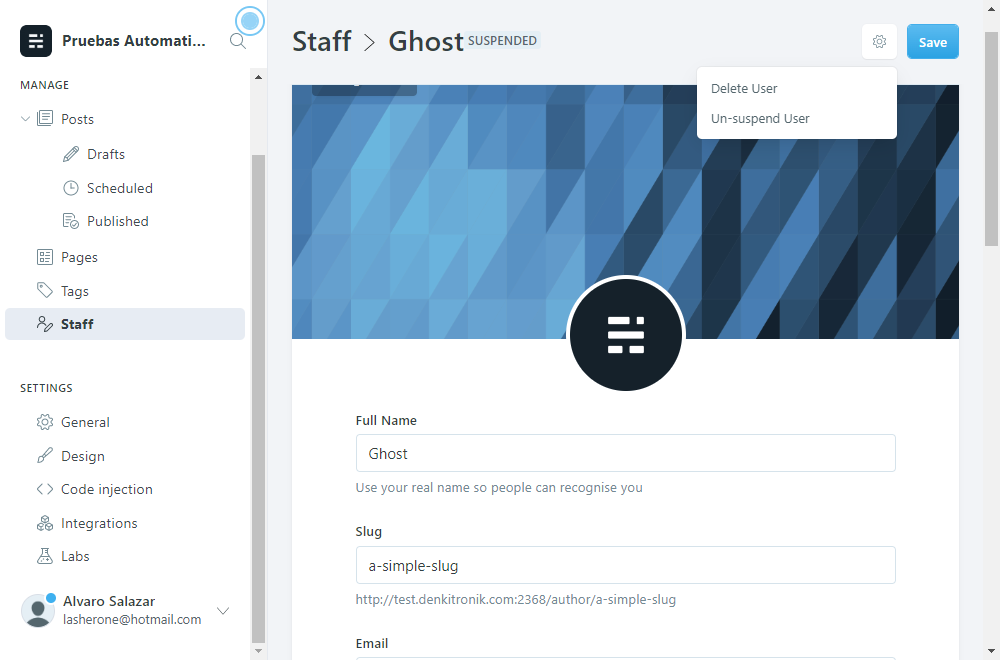 Pruebas Automati...
MANAGE
Posts
Drafts
Scheduled
Published
Pages
Tags
Staff
SETTINGS
General
Design
Code injection
Integrations
Labs
Alvaro Salazar
lasherone@hotmail.com
Staff > Ghost SUSPENDED
Save
Delete User
Un-suspend User
Full Name
Ghost
Use your real name so people can recognise you
Slug
a-simple-slug
http://test.denkitronik.com:2368/author/a-simple-slug
Email